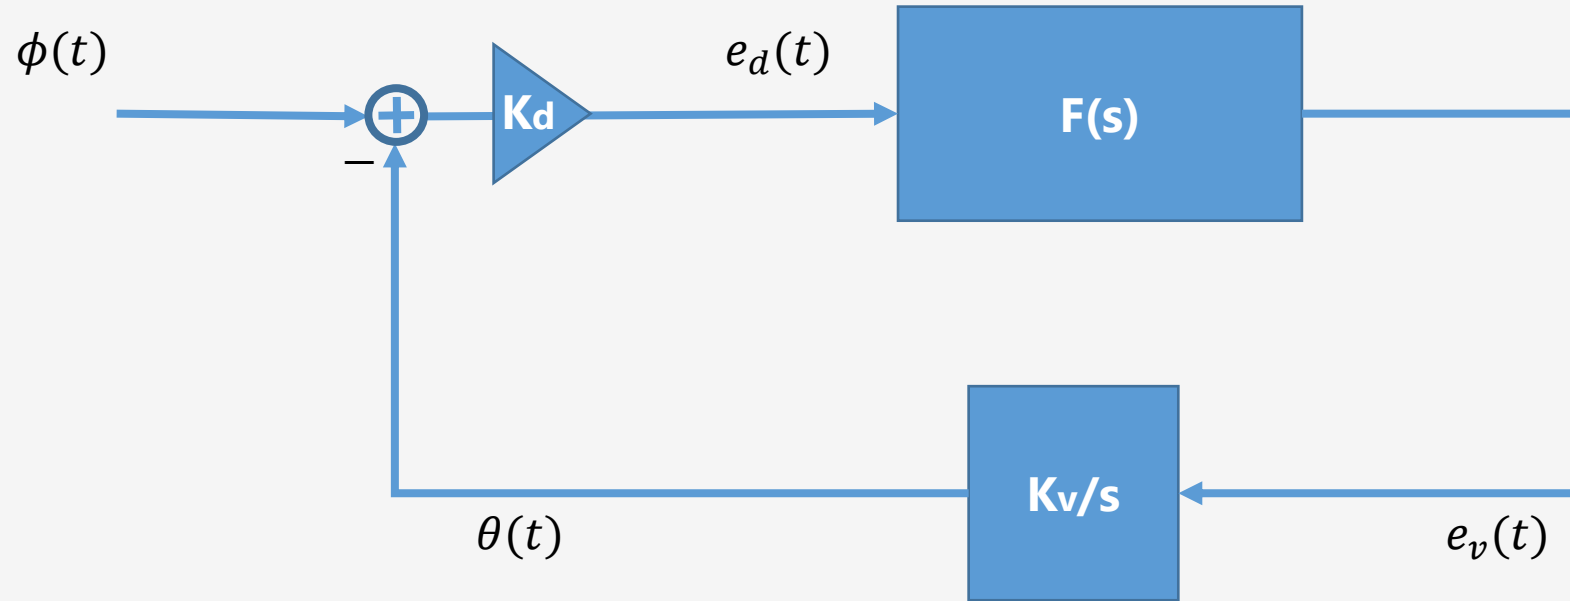 ϕ(t)
e_d(t)
+
Kd
F(s)
−
Kv/s
θ(t)
e_v(t)